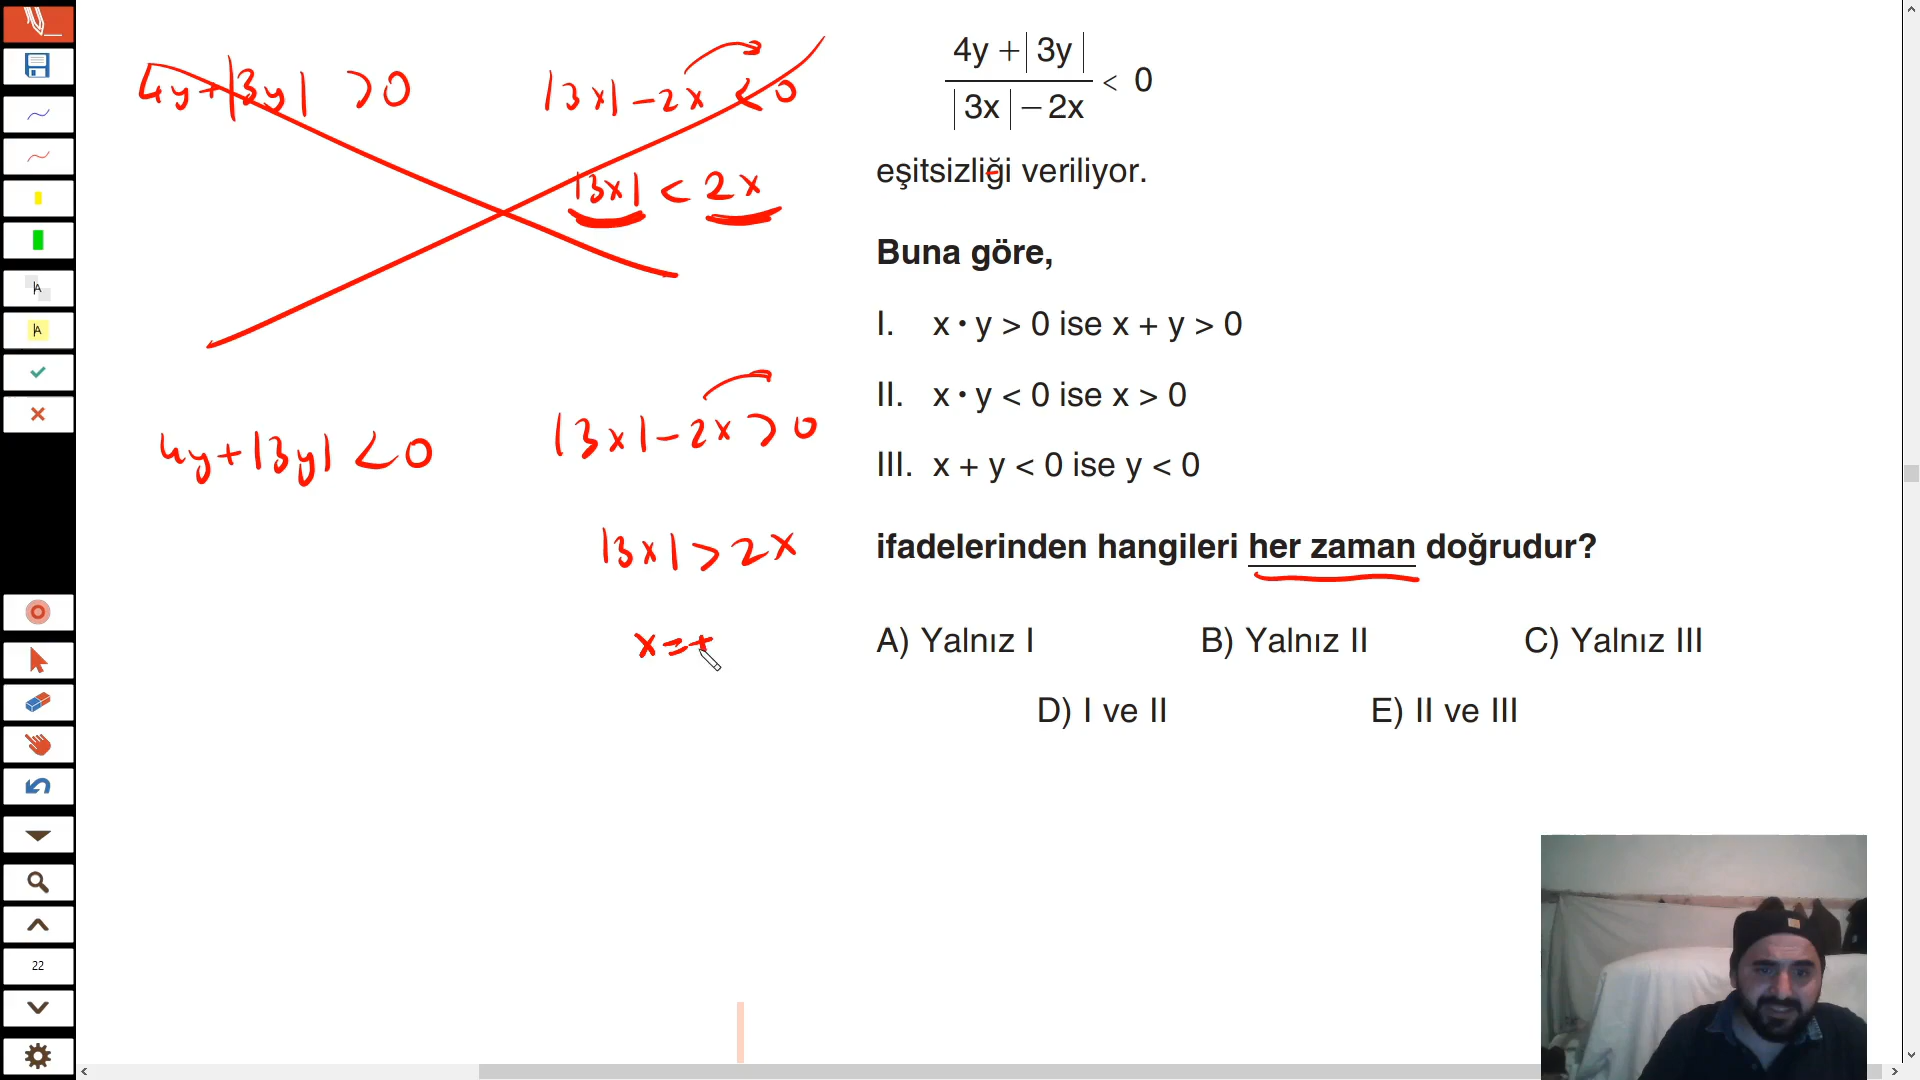 4y + |3y| > 0
|3x| - 2x < 0
|3x| < 2x
4y + |3y| < 0
|3x| - 2x > 0
|3x| > 2x
x = +
4y + | 3y |
| 3x | − 2x
< 0
eşitsizliği veriliyor.
Buna göre,
I. x · y > 0 ise x + y > 0
II. x · y < 0 ise x > 0
III. x + y < 0 ise y < 0
ifadelerinden hangileri her zaman doğrudur?
A) Yalnız I B) Yalnız II C) Yalnız III
D) I ve II E) II ve III
A
A
22